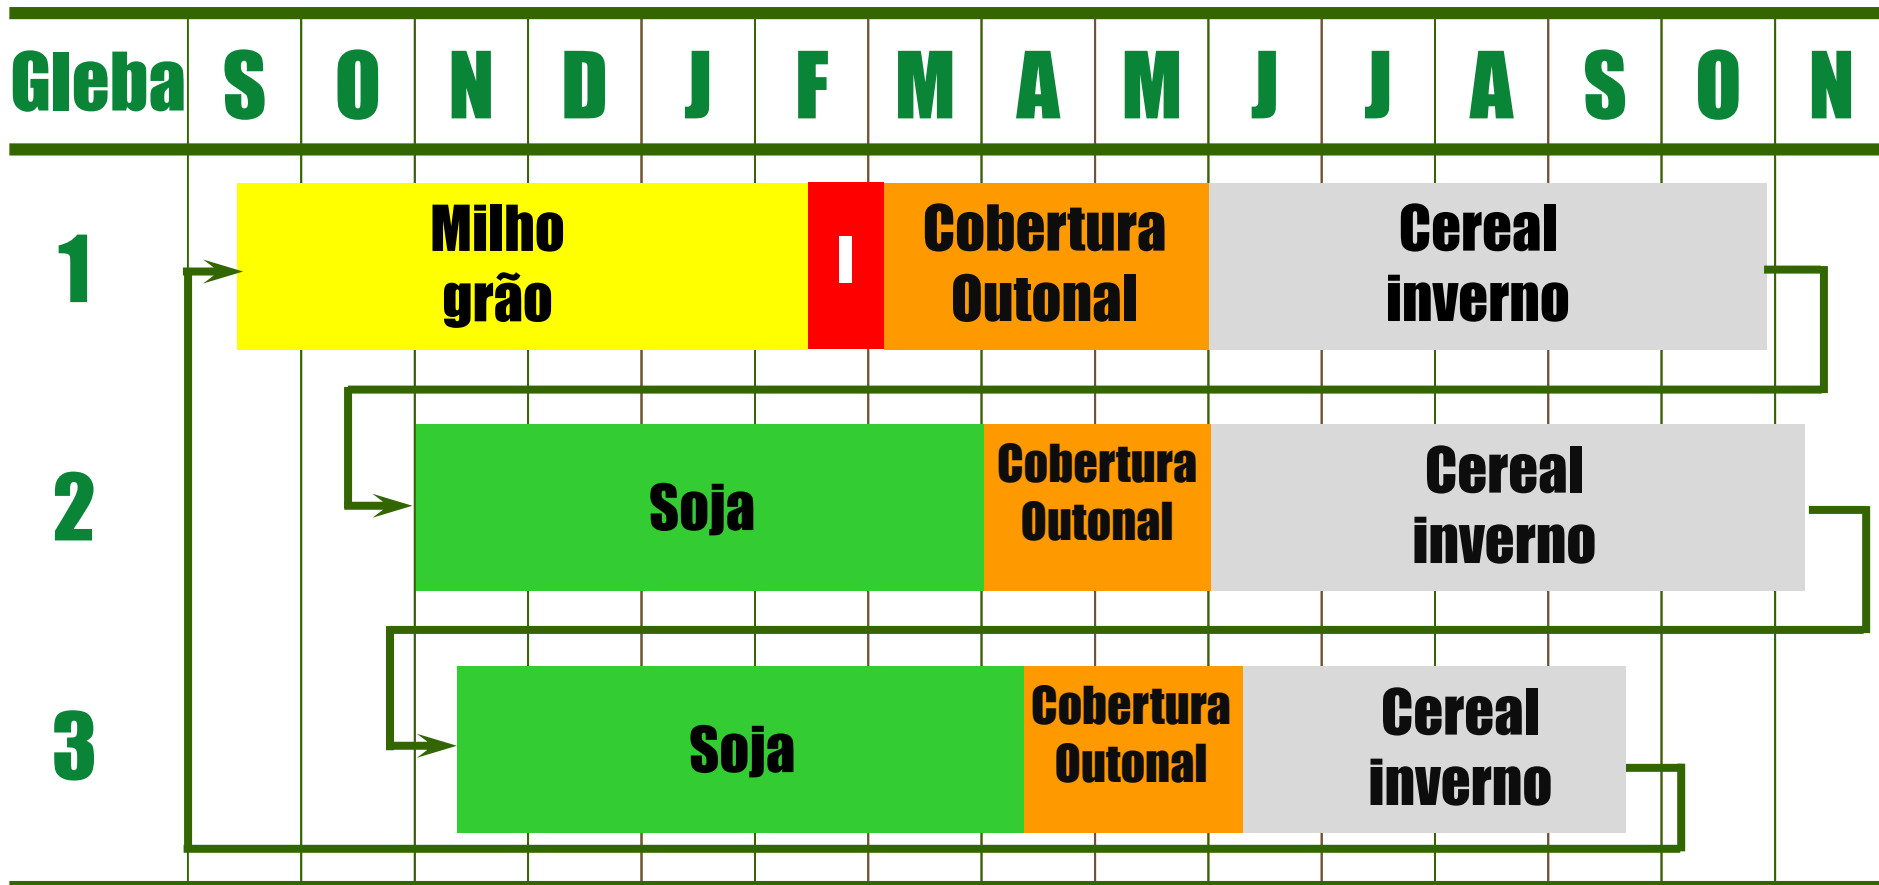 Gleba S O N D J F M A M J J A S O N
1
Milho
grão
I
Cobertura
Outonal
Cereal
inverno
2
Soja
Cobertura
Outonal
Cereal
inverno
3
Soja
Cobertura
Outonal
Cereal
inverno